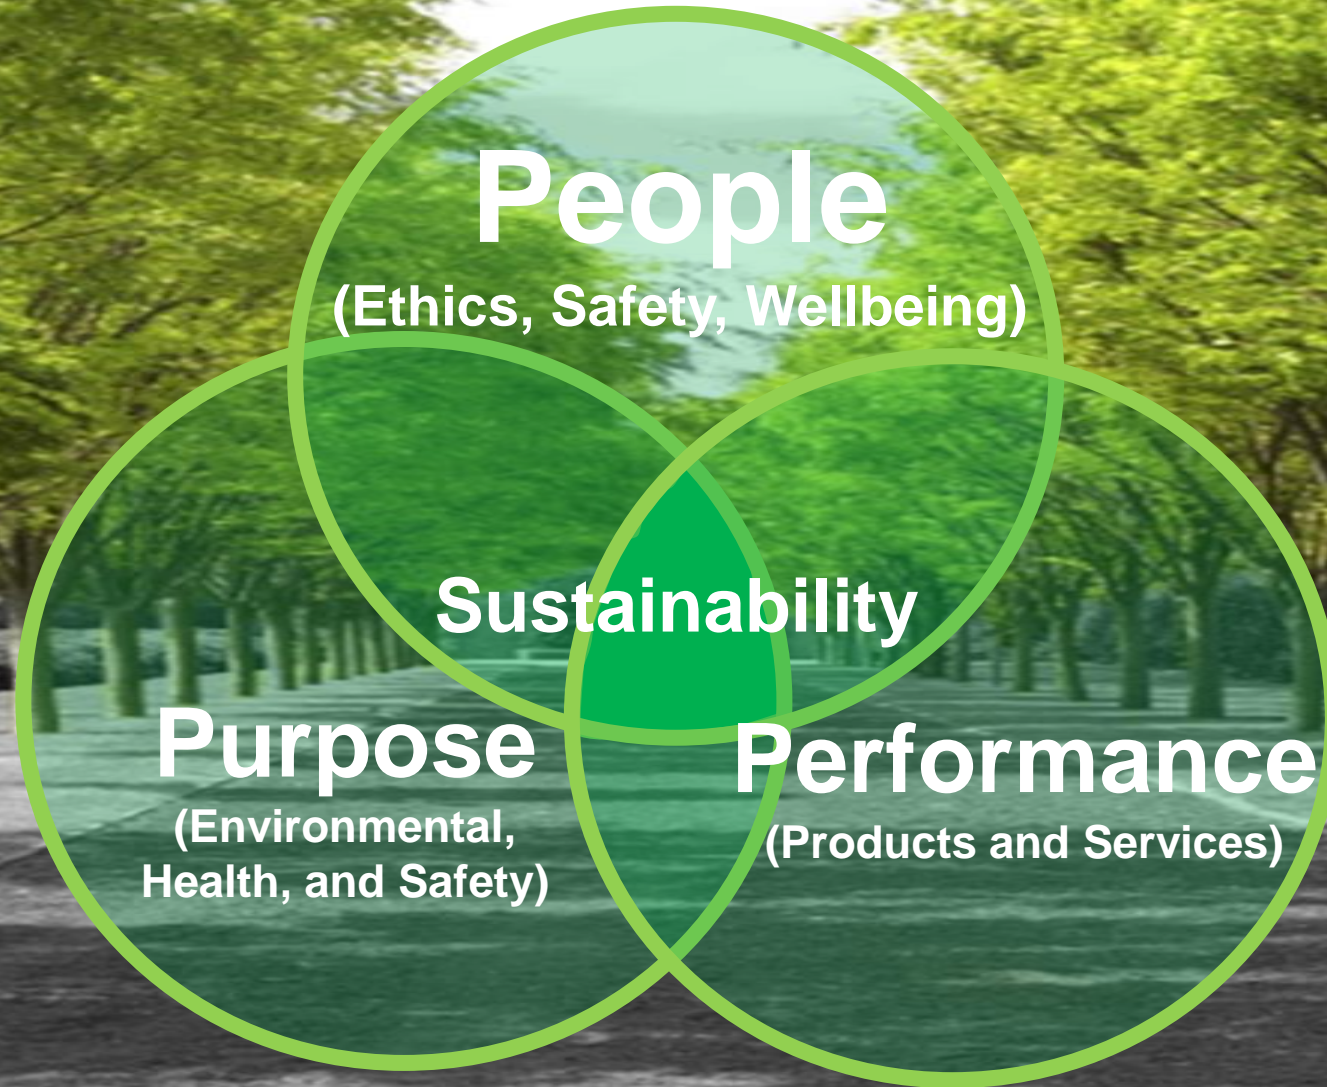 People
(Ethics, Safety, Wellbeing)
Sustainability
Purpose
(Environmental,
Health, and Safety)
Performance
(Products and Services)